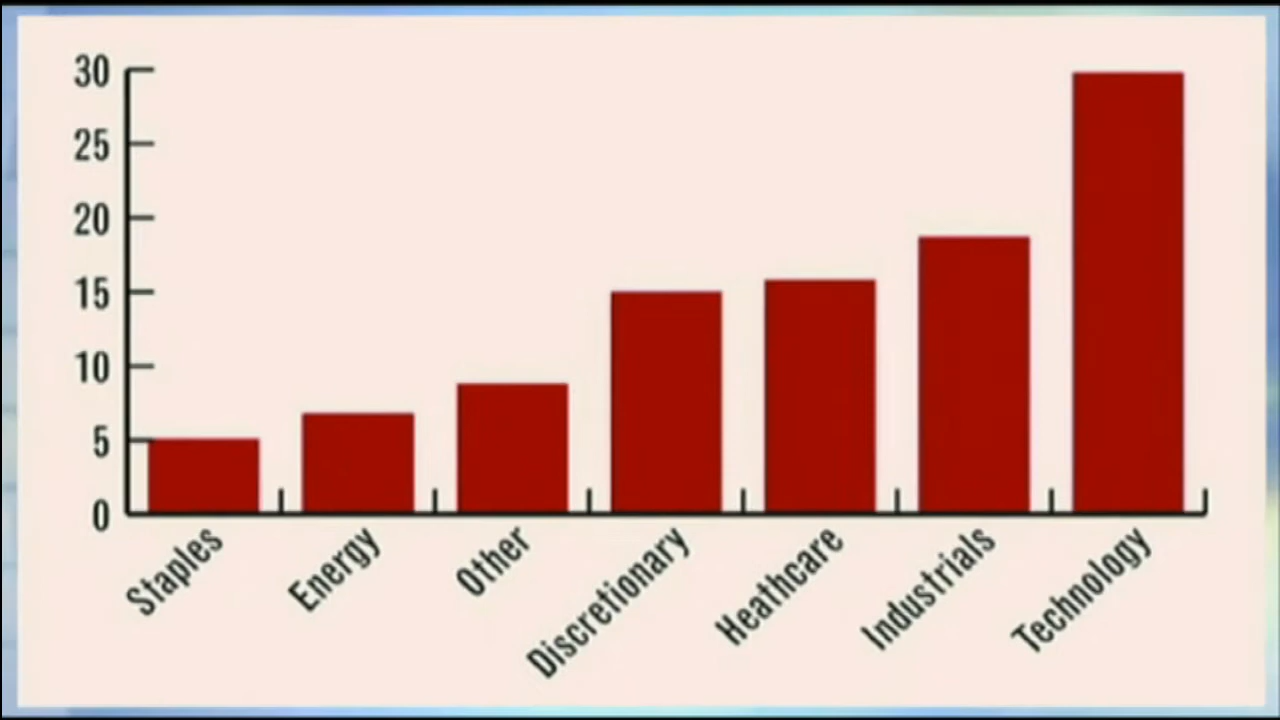 30
25
20
15
10
5
0
Staples
Energy
Other
Discretionary
Heathcare
Industrials
Technology